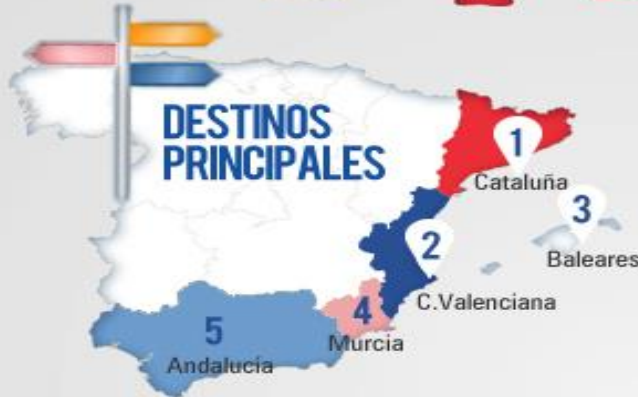 DESTINOS
PRINCIPALES
1
Cataluña
3
Baleares
2
C.Valenciana
4
Murcia
5
Andalucía